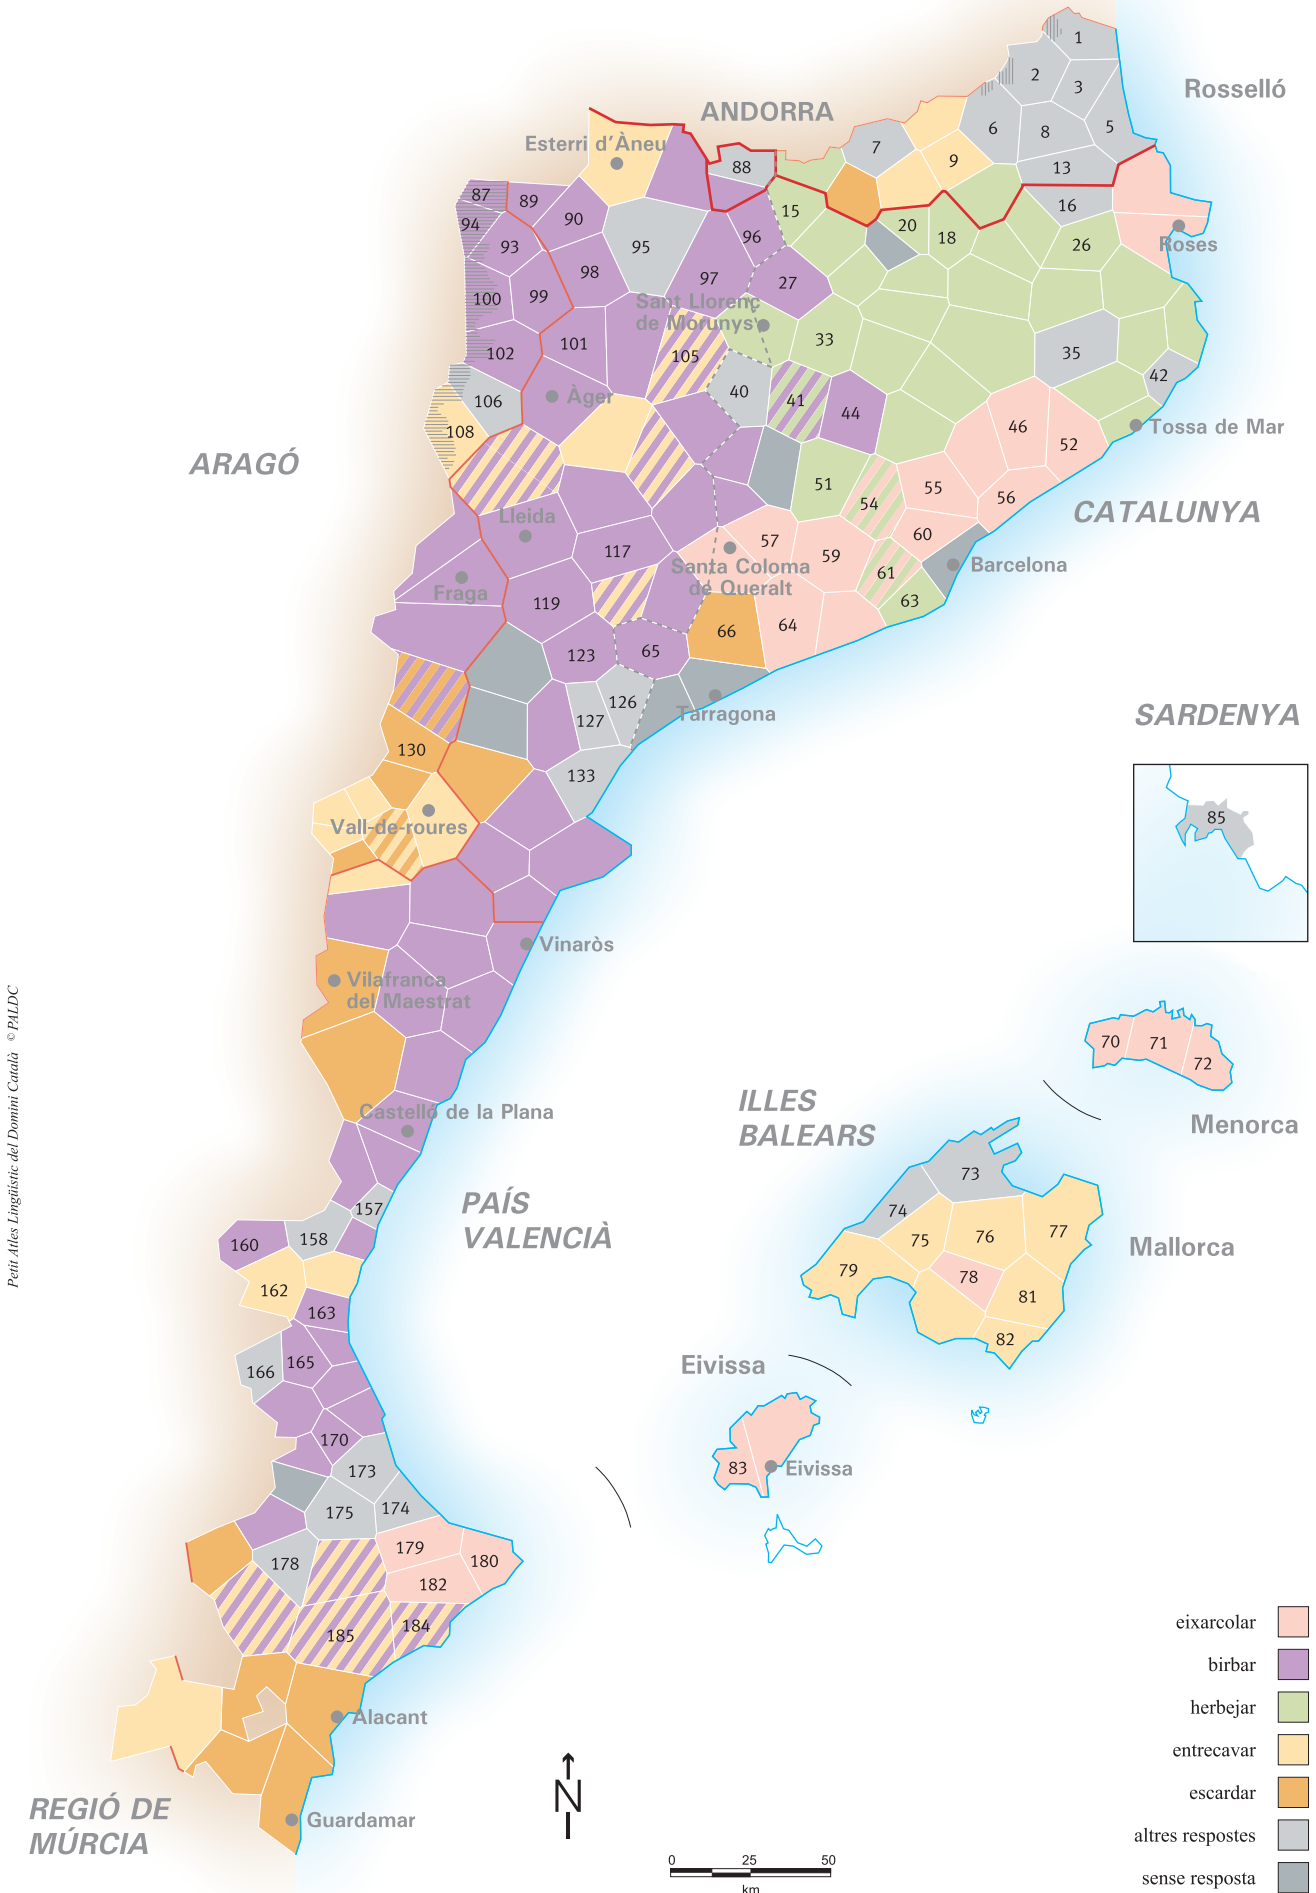 1
2
3
Rosselló
ANDORRA
5
6
8
7
Esterri d'Àneu
9
88
13
87
89
94
90
15
16
20
18
96
95
93
26
Roses
98
97
27
100
99
Sant Llorenç
de Morunys
33
101
102
105
35
42
40
106
Àger
41
44
108
46
Tossa de Mar
52
ARAGÓ
51
54
55
56
CATALUNYA
Lleida
57
60
117
59
Santa Coloma
de Queralt
61
Barcelona
Fraga
119
63
66
64
123
65
126
127
Tarragona
SARDENYA
130
133
85
Vall-de-roures
Vinaròs
Vilafranca
del Maestrat
Petit Atles Lingüístic del Domini Català © PALDC
70
71
72
ILLES
BALEARS
Castelló de la Plana
Menorca
73
PAÍS
VALENCIÀ
157
158
160
74
75
76
77
Mallorca
79
78
162
81
163
82
165
166
Eivissa
170
173
83
Eivissa
175
174
179
180
178
182
184
185
eixarcolar
birbar
herbejar
entrecavar
escardar
altres respostes
sense resposta
Alacant
REGIÓ DE
MÚRCIA
Guardamar
N
0 25 50
km